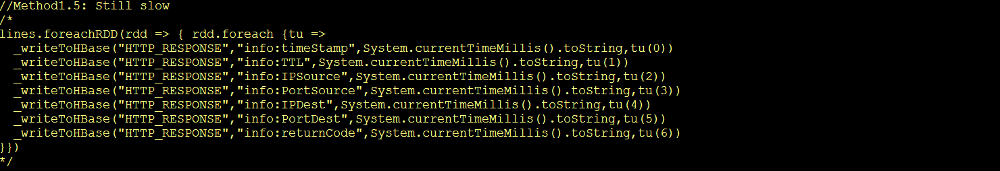 //Method1.5: Still slow
/*
lines.foreachRDD(rdd => { rdd.foreach {tu =>
  _writeToHBase("HTTP_RESPONSE","info:timeStamp",System.currentTimeMillis().toString,tu(0))
  _writeToHBase("HTTP_RESPONSE","info:TTL",System.currentTimeMillis().toString,tu(1))
  _writeToHBase("HTTP_RESPONSE","info:IPSource",System.currentTimeMillis().toString,tu(2))
  _writeToHBase("HTTP_RESPONSE","info:PortSource",System.currentTimeMillis().toString,tu(3))
  _writeToHBase("HTTP_RESPONSE","info:IPDest",System.currentTimeMillis().toString,tu(4))
  _writeToHBase("HTTP_RESPONSE","info:PortDest",System.currentTimeMillis().toString,tu(5))
  _writeToHBase("HTTP_RESPONSE","info:returnCode",System.currentTimeMillis().toString,tu(6))
}})
*/